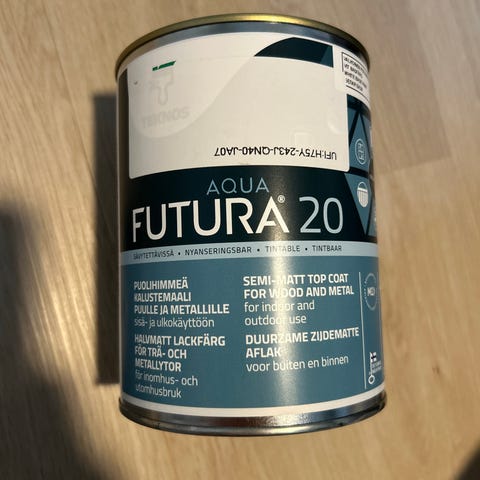 TEKNOS
UFI:H75Y-243J-QN40-JA07
AQUA
FUTURA® 20
SÄVYTETTÄVISSÄ • NYANSERINGSBAR • TINTABLE • TINTBAAR
PUOLIHIMMEÄ
KALUSTEMAALI
PUULLE JA METALLILLE
sisä- ja ulkokäyttöön
HALVMATT LACKFÄRG
FÖR TRÄ- OCH
METALLYTOR
för inomhus- och
utomhusbruk
SEMI-MATT TOP COAT
FOR WOOD AND METAL
for indoor and
outdoor use
DUURZAME ZIJDEMATTE
AFLAK
voor buiten en binnen